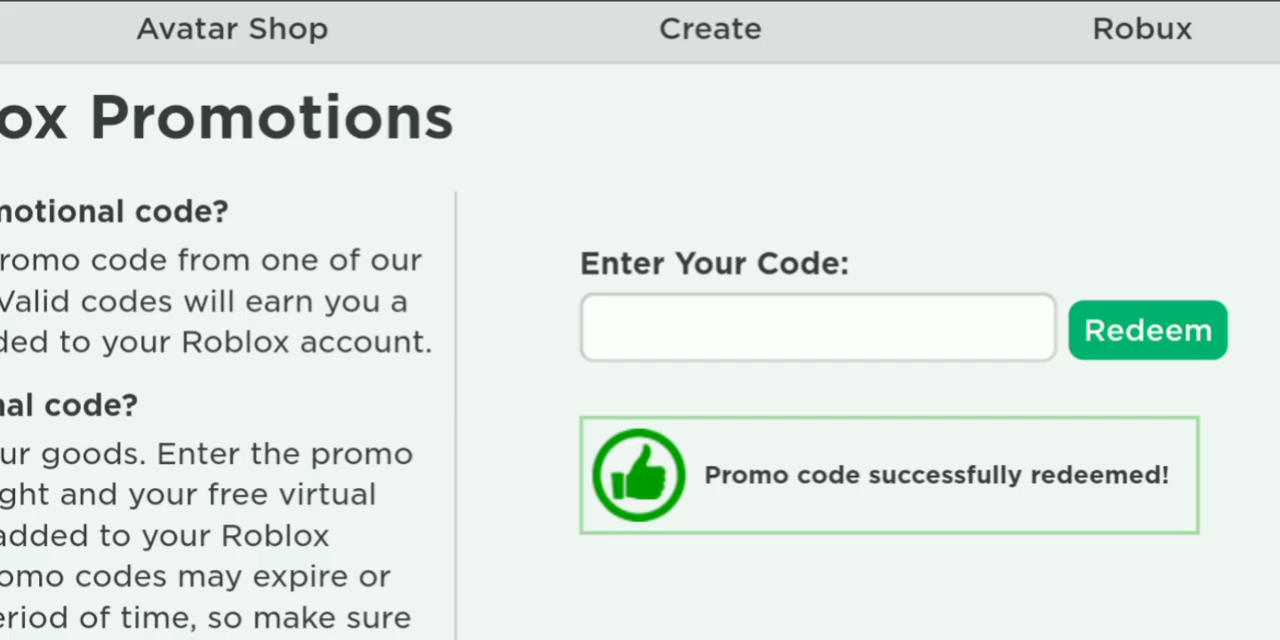 Avatar Shop
Create
Robux
ox Promotions
motional code?
romo code from one of our
Valid codes will earn you a
ded to your Roblox account.
nal code?
ur goods. Enter the promo
ght and your free virtual
added to your Roblox
omo codes may expire or
eriod of time, so make sure
Enter Your Code:
Redeem
Promo code successfully redeemed!